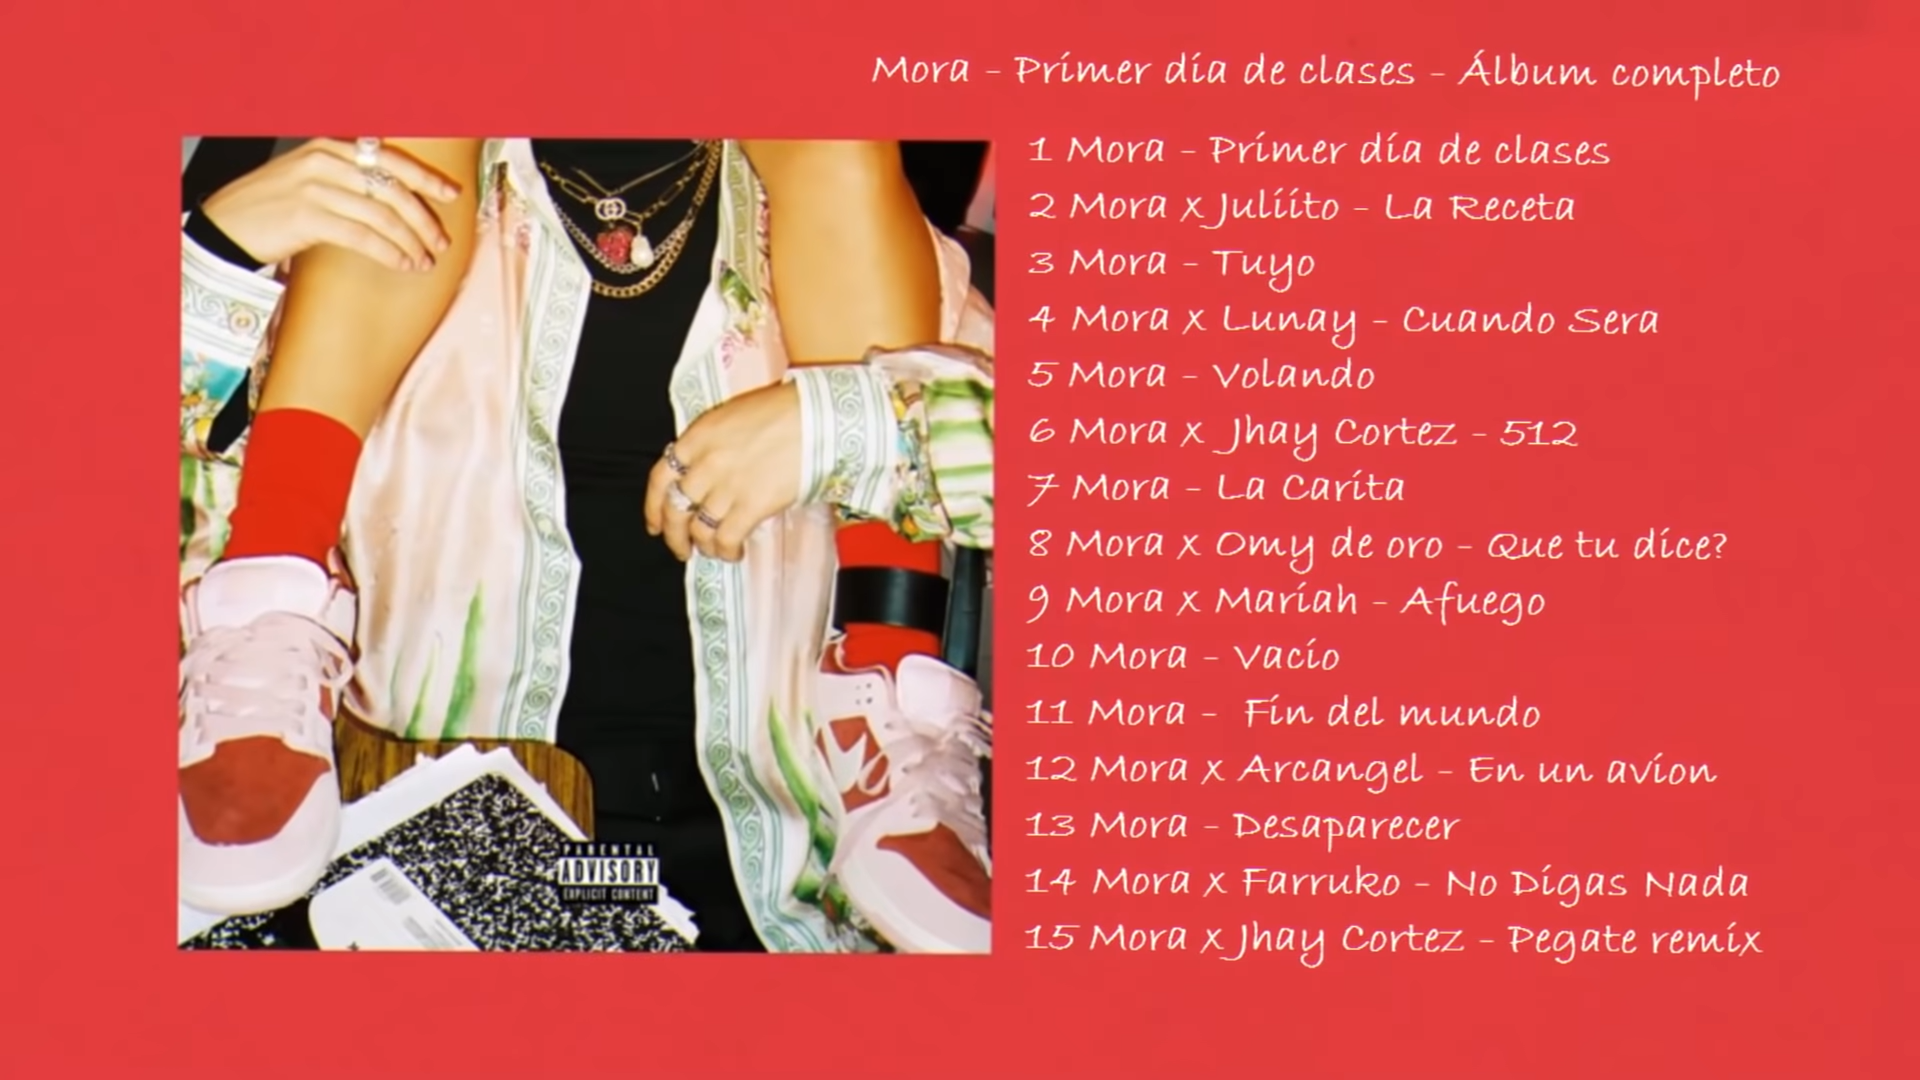 Mora - Primer día de clases - Álbum completo
1 Mora - Primer día de clases
2 Mora x Juliito - La Receta
3 Mora - Tuyo
4 Mora x Lunay - Cuando Sera
5 Mora - Volando
6 Mora x Jhay Cortez - 512
7 Mora - La Carita
8 Mora x Omy de oro - Que tu dice?
9 Mora x Mariah - Afuego
10 Mora - Vacio
11 Mora - Fin del mundo
12 Mora x Arcangel - En un avion
13 Mora - Desaparecer
14 Mora x Farruko - No Digas Nada
15 Mora x Jhay Cortez - Pegate remix
PARENTAL
ADVISORY
EXPLICIT CONTENT